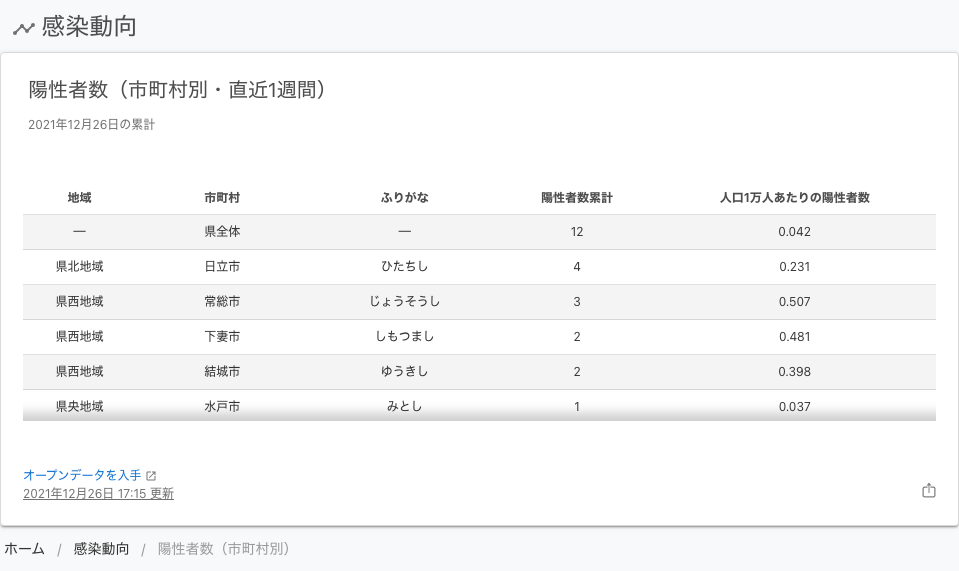 感染動向
陽性者数（市町村別・直近1週間）
2021年12月26日の累計
地域 市町村 ふりがな 陽性者数累計 人口1万人あたりの陽性者数
— 県全体 — 12 0.042
県北地域 日立市 ひたちし 4 0.231
県西地域 常総市 じょうそうし 3 0.507
県西地域 下妻市 しもつまし 2 0.481
県西地域 結城市 ゆうきし 2 0.398
県央地域 水戸市 みとし 1 0.037
オープンデータを入手
2021年12月26日 17:15 更新
ホーム / 感染動向 / 陽性者数（市町村別）